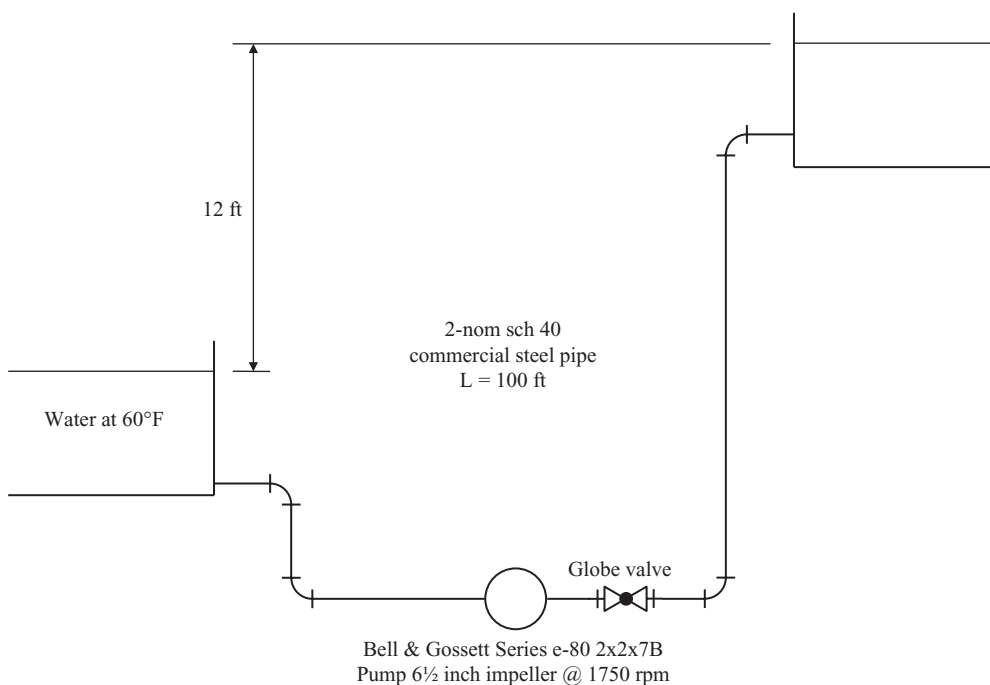 12 ft
2-nom sch 40
commercial steel pipe
L = 100 ft
Water at 60°F
Globe valve
Bell & Gossett Series e-80 2x2x7B
Pump 6½ inch impeller @ 1750 rpm